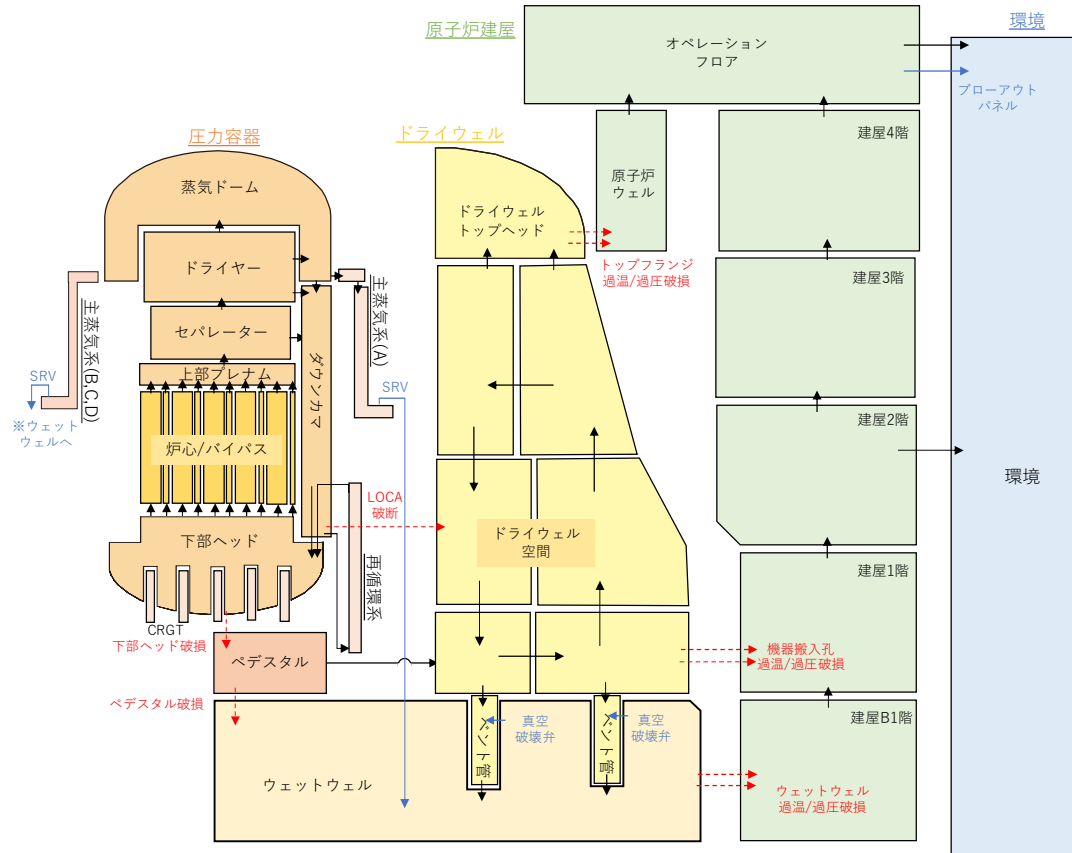 原子炉建屋
環境
オペレーション
フロア
ブローアウト
パネル
圧力容器
ドライウェル
建屋4階
蒸気ドーム
原子炉
ウェル
ドライウェル
トップヘッド
ドライヤー
トップフランジ
過温/過圧破損
建屋3階
主蒸気系(B,C,D)
主蒸気系(A)
セパレーター
ダウンカマ
上部プレナム
SRV
SRV
※ウェット
ウェルへ
建屋2階
炉心/バイパス
環境
LOCA
破断
下部ヘッド
ドライウェル
空間
再循環系
建屋1階
CRGT
下部ヘッド破損
ペデスタル
機器搬入孔
過温/過圧破損
ペデスタル破損
建屋B1階
ベント管
真空
破壊弁
ベント管
真空
破壊弁
ウェットウェル
ウェットウェル
過温/過圧破損